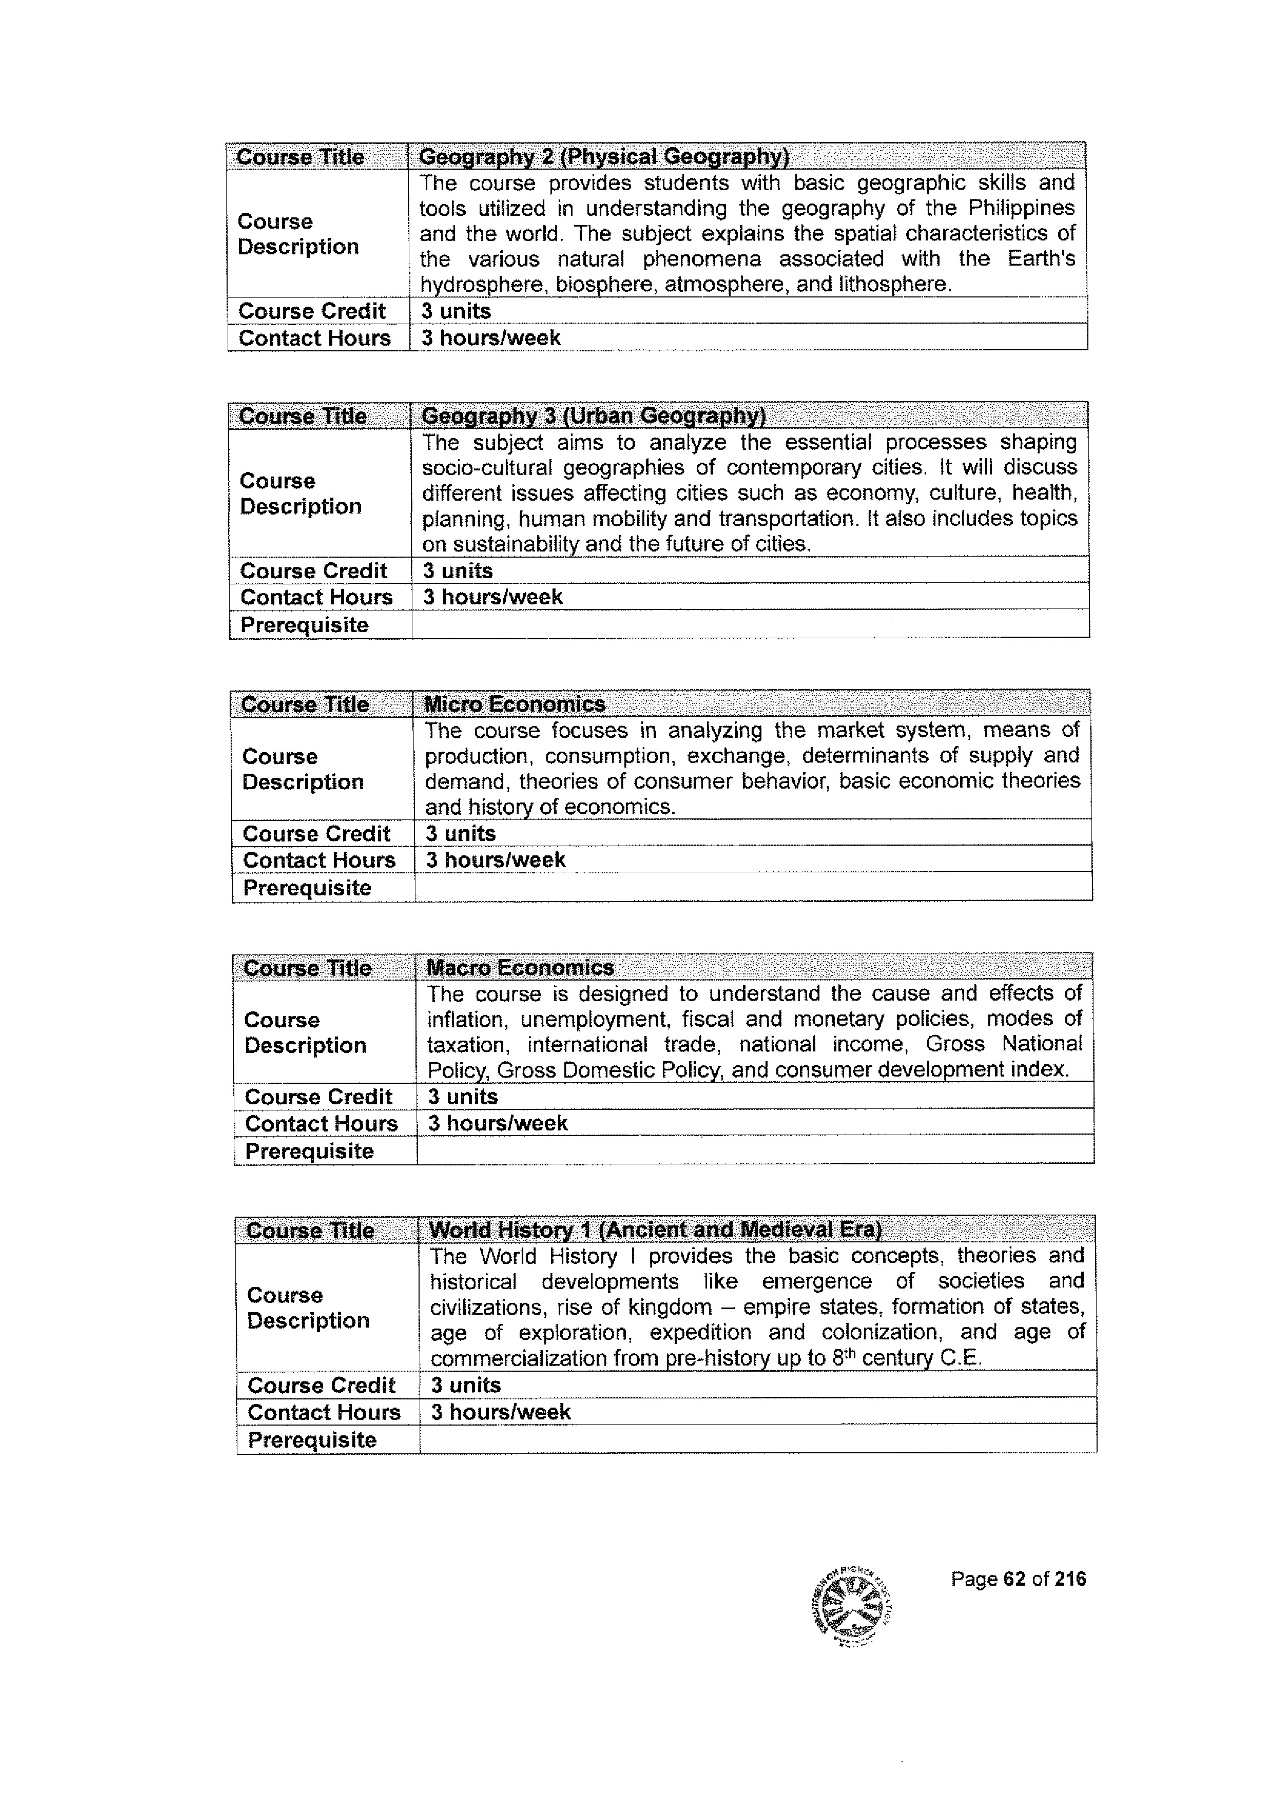 Course Title Geography 2 (Physical Geography)
Course Description
The course provides students with basic geographic skills and
tools utilized in understanding the geography of the Philippines
and the world. The subject explains the spatial characteristics of
the various natural phenomena associated with the Earth's
hydrosphere, biosphere, atmosphere, and lithosphere.
Course Credit 3 units
Contact Hours 3 hours/week
Course Title Geography 3 (Urban Geography)
Course Description
The subject aims to analyze the essential processes shaping
socio-cultural geographies of contemporary cities. It will discuss
different issues affecting cities such as economy, culture, health,
planning, human mobility and transportation. It also includes topics
on sustainability and the future of cities.
Course Credit 3 units
Contact Hours 3 hours/week
Prerequisite
Course Title Micro Economics
Course Description
The course focuses in analyzing the market system, means of
production, consumption, exchange, determinants of supply and
demand, theories of consumer behavior, basic economic theories
and history of economics.
Course Credit 3 units
Contact Hours 3 hours/week
Prerequisite
Course Title Macro Economics
Course Description
The course is designed to understand the cause and effects of
inflation, unemployment, fiscal and monetary policies, modes of
taxation, international trade, national income, Gross National
Policy, Gross Domestic Policy, and consumer development index.
Course Credit 3 units
Contact Hours 3 hours/week
Prerequisite
Course Title World History 1 (Ancient and Medieval Era)
Course Description
The World History I provides the basic concepts, theories and
historical developments like emergence of societies and
civilizations, rise of kingdom – empire states, formation of states,
age of exploration, expedition and colonization, and age of
commercialization from pre-history up to 8th century C.E.
Course Credit 3 units
Contact Hours 3 hours/week
Prerequisite
Page 62 of 216